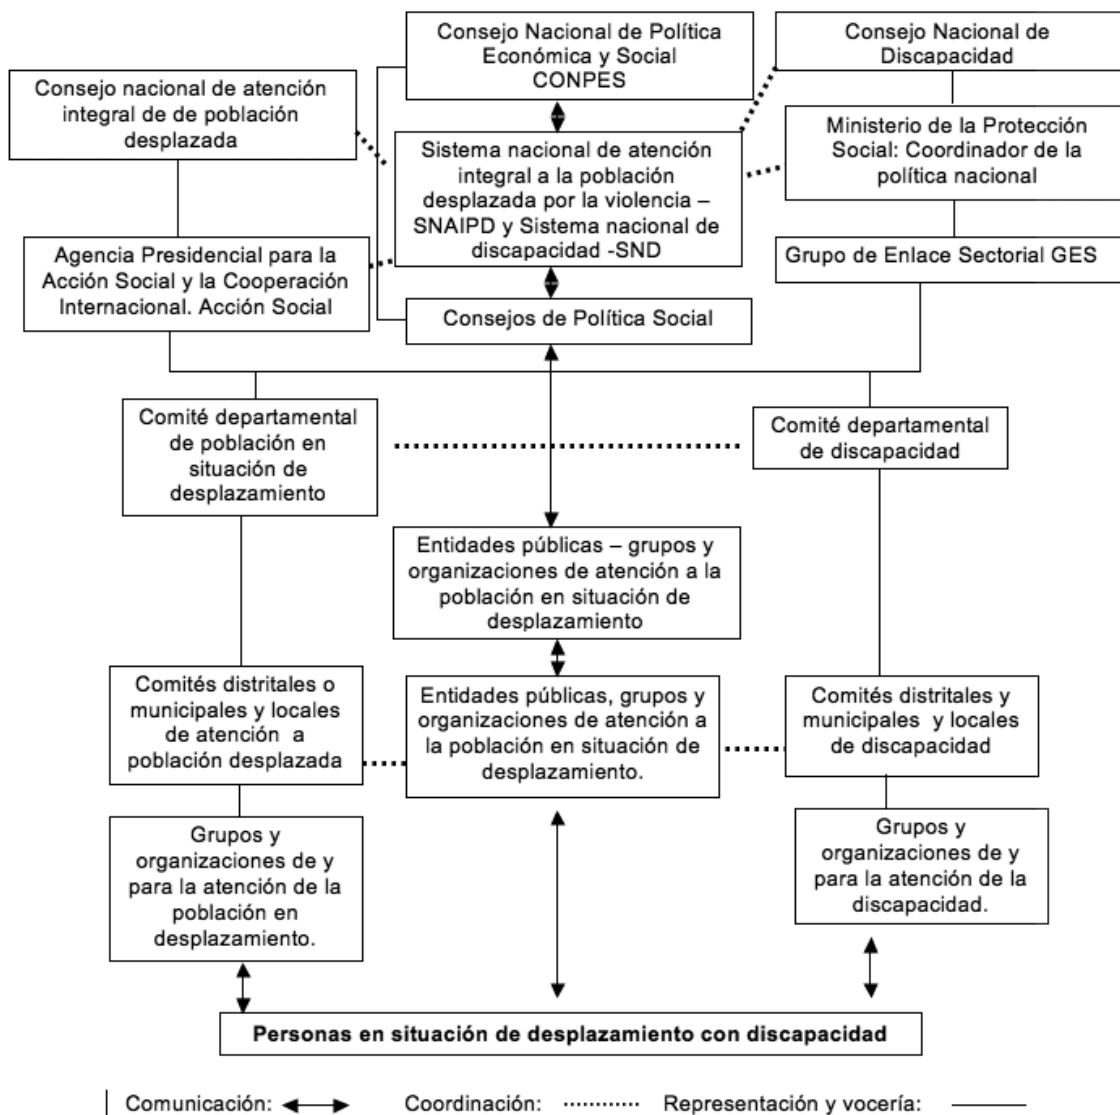 Consejo Nacional de Política
Económica y Social
CONPES
Consejo Nacional de
Discapacidad
Consejo nacional de atención
integral de de población
desplazada
Sistema nacional de atención
integral a la población
desplazada por la violencia –
SNAIPD y Sistema nacional de
discapacidad -SND
Ministerio de la Protección
Social: Coordinador de la
política nacional
Agencia Presidencial para la
Acción Social y la Cooperación
Internacional. Acción Social
Grupo de Enlace Sectorial GES
Consejos de Política Social
Comité departamental
de población en
situación de
desplazamiento
Comité departamental
de discapacidad
Entidades públicas – grupos y
organizaciones de atención a la
población en situación de
desplazamiento
Comités distritales o
municipales y locales
de atención a
población desplazada
Entidades públicas, grupos y
organizaciones de atención a
la población en situación de
desplazamiento.
Comités distritales y
municipales y locales
de discapacidad
Grupos y
organizaciones de y
para la atención de la
población en
desplazamiento.
Grupos y
organizaciones de y
para la atención de la
discapacidad.
Personas en situación de desplazamiento con discapacidad
Comunicación: Coordinación: Representación y vocería: